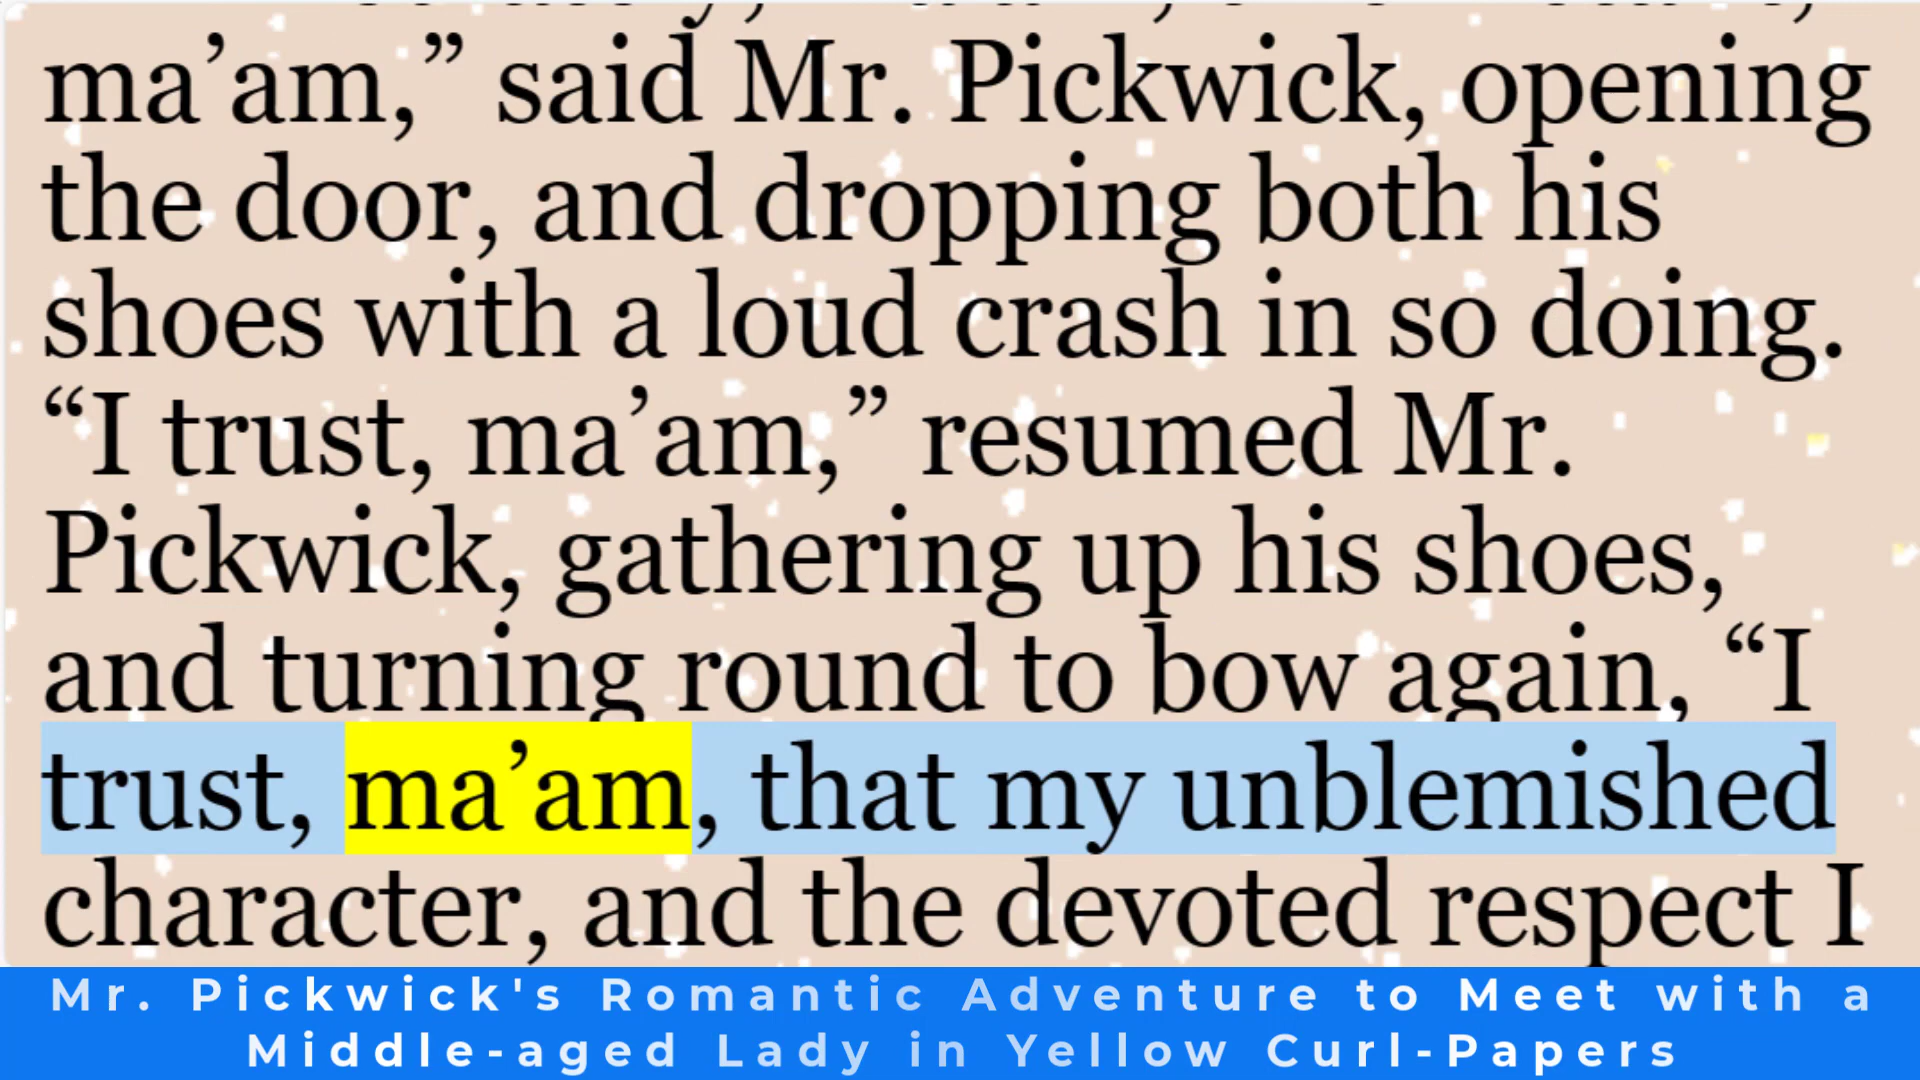 ma’am,” said Mr. Pickwick, opening
the door, and dropping both his
shoes with a loud crash in so doing.
“I trust, ma’am,” resumed Mr.
Pickwick, gathering up his shoes,
and turning round to bow again, “I
trust, ma’am, that my unblemished
character, and the devoted respect I
Mr. Pickwick's Romantic Adventure to Meet with a
Middle-aged Lady in Yellow Curl-Papers